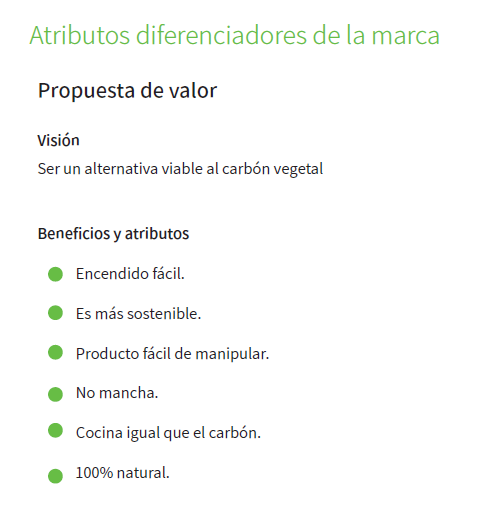 Atributos diferenciadores de la marca
Propuesta de valor
Visión
Ser un alternativa viable al carbón vegetal
Beneficios y atributos
Encendido fácil.
Es más sostenible.
Producto fácil de manipular.
No mancha.
Cocina igual que el carbón.
100% natural.